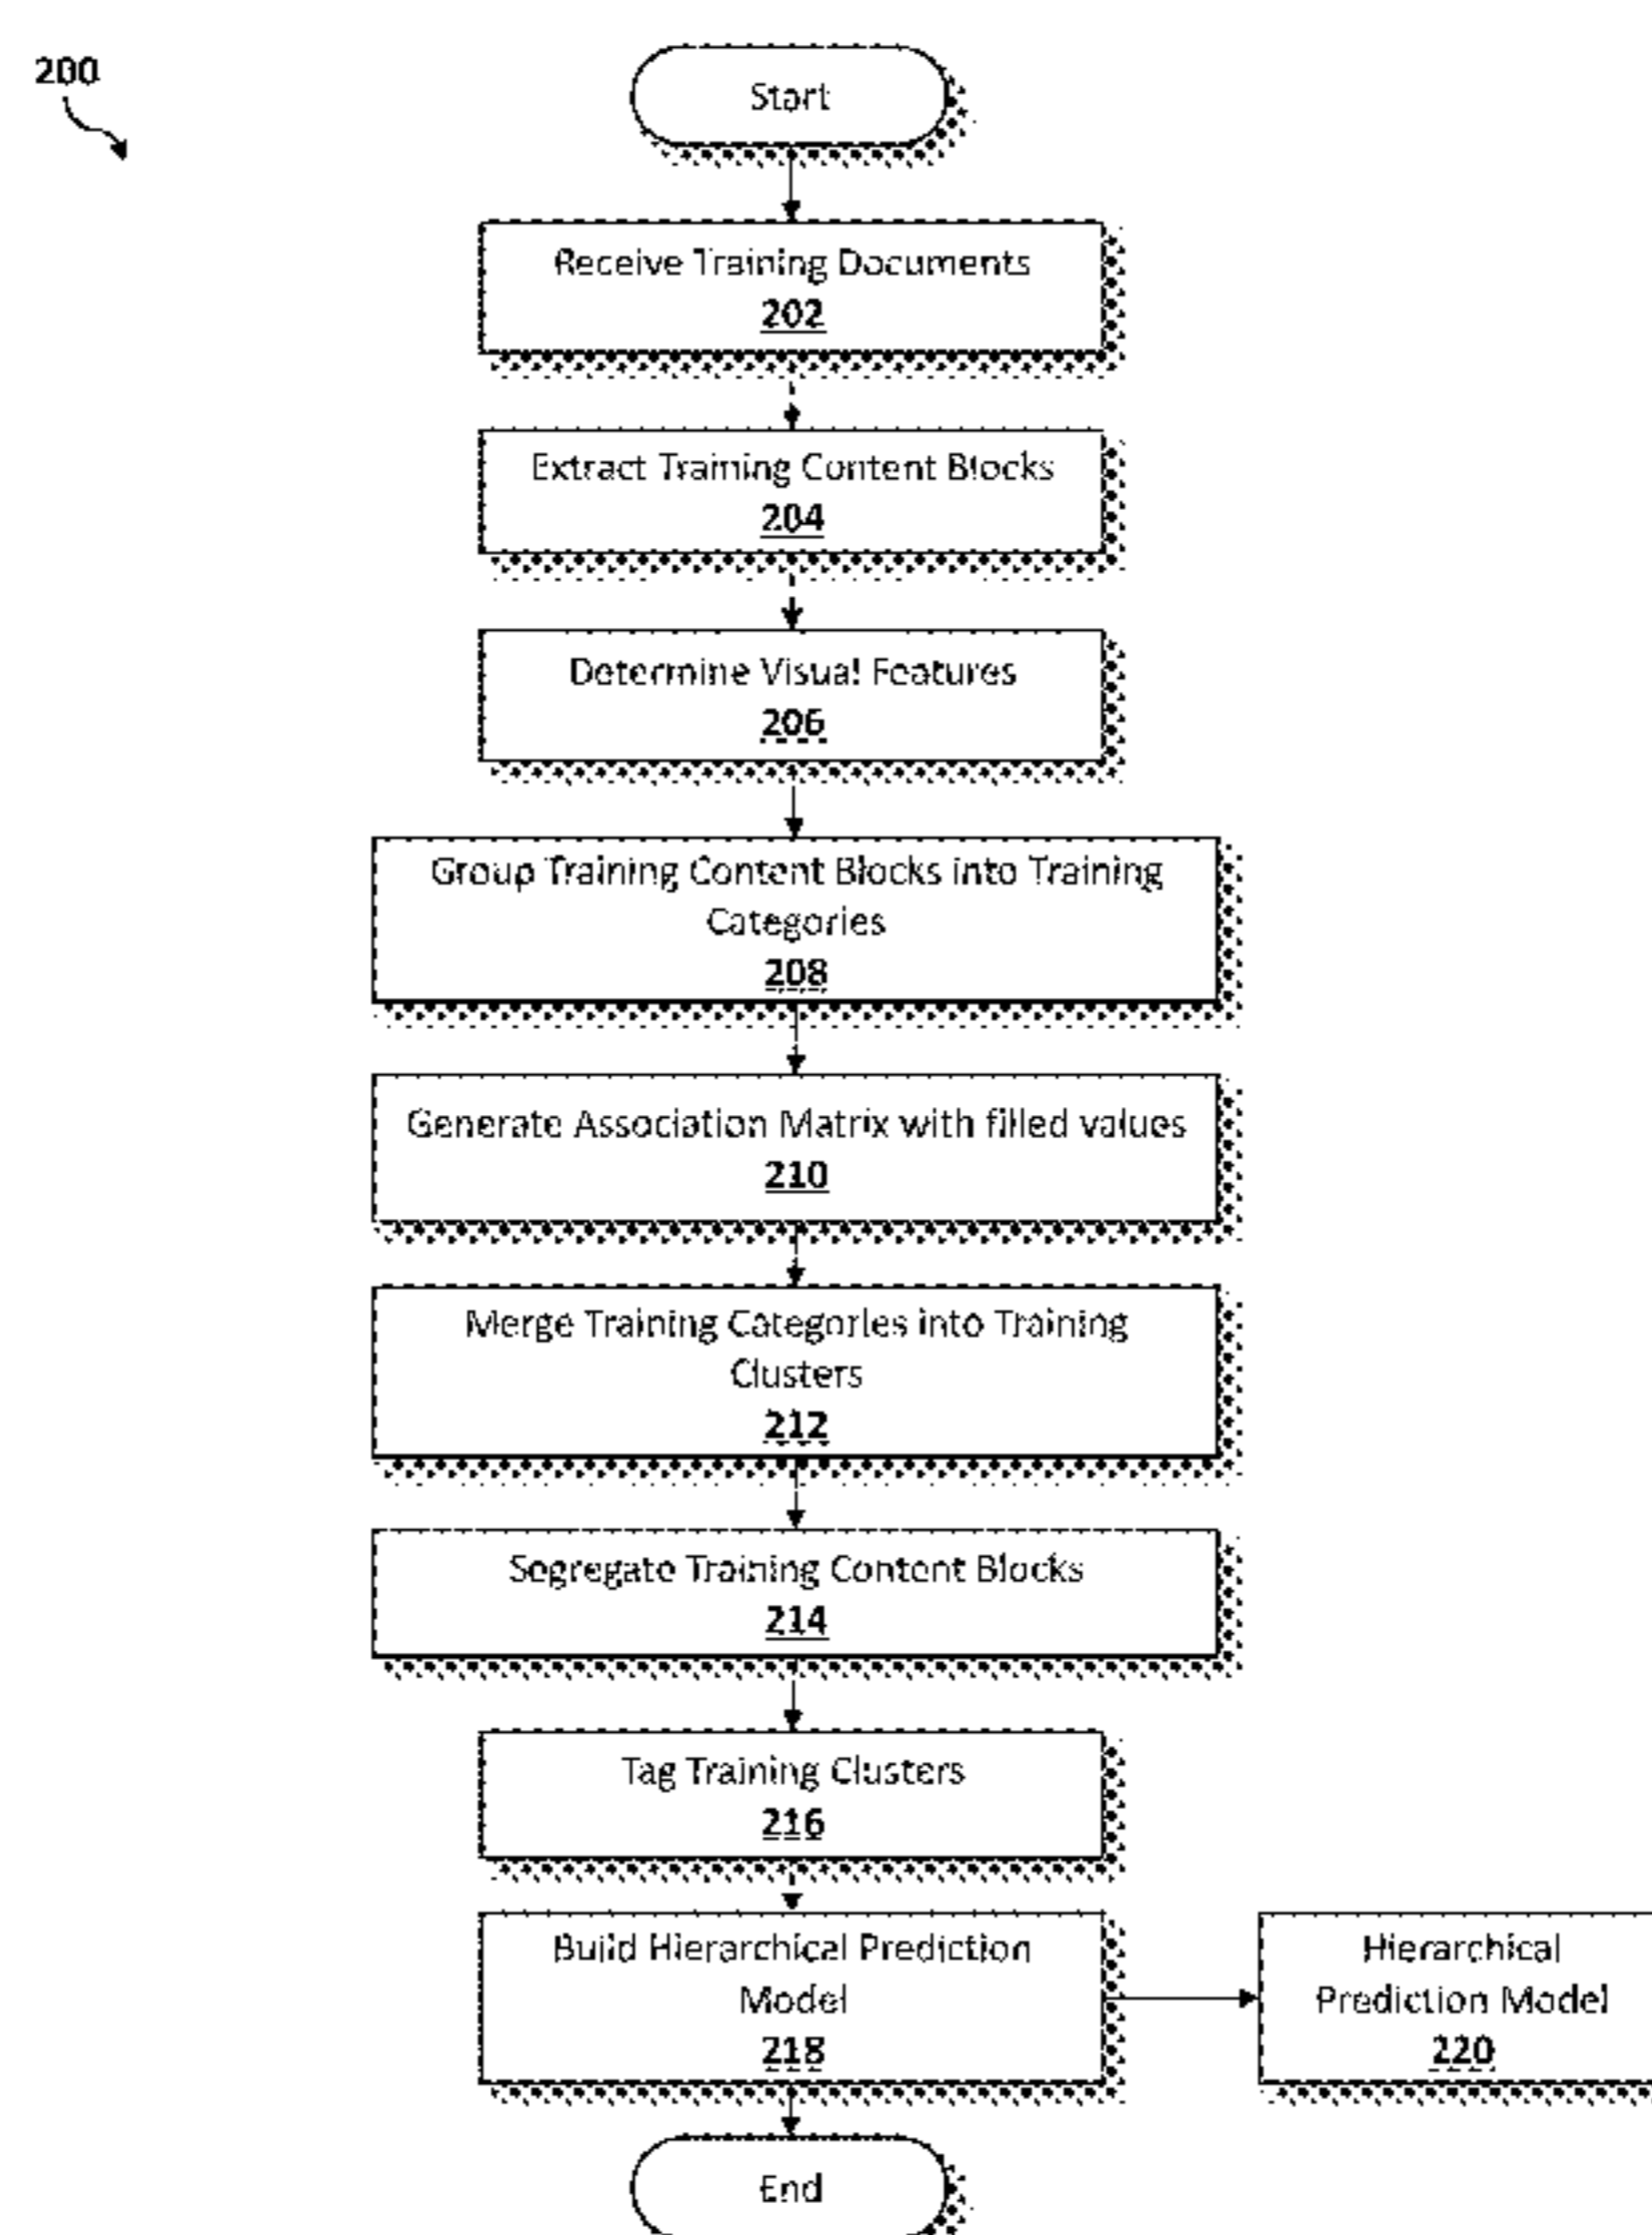 200
Start
Receive Training Documents
202
Extract Training Content Blocks
204
Determine Visual Features
206
Group Training Content Blocks into Training
Categories
208
Generate Association Matrix with filled values
210
Merge Training Categories into Training
Clusters
212
Segregate Training Content Blocks
214
Tag Training Clusters
216
Build Hierarchical Prediction
Model
218
Hierarchical
Prediction Model
220
End